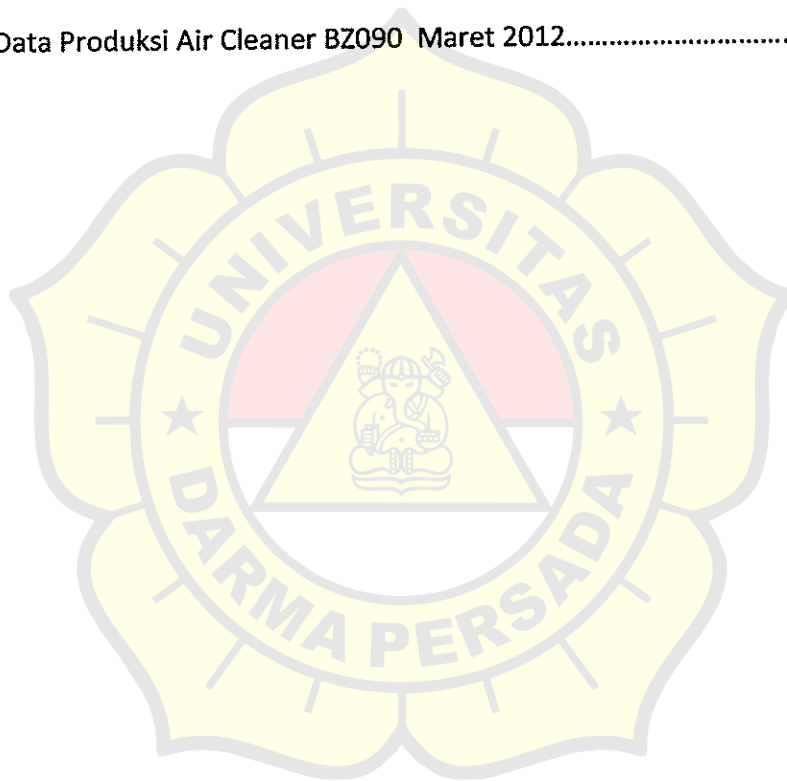 Data Produksi Air Cleaner BZ090 Maret 2012.................................
UNIVERSITAS
DARMA PERSADA